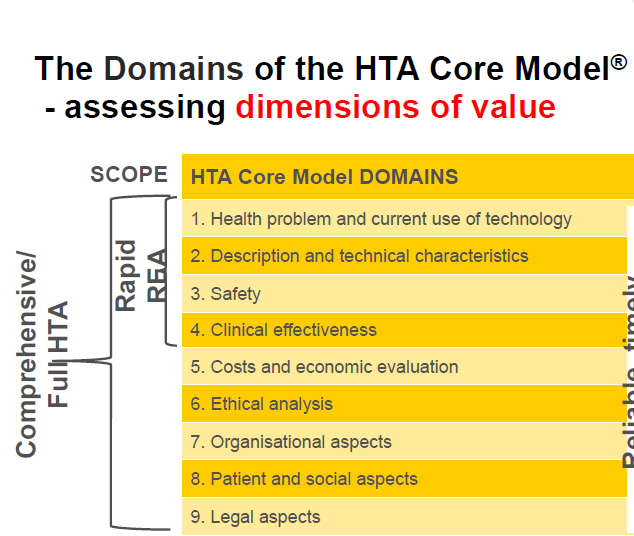 The Domains of the HTA Core Model®
- assessing dimensions of value
SCOPE
HTA Core Model DOMAINS
Comprehensive/
Full HTA
Rapid
REA
1. Health problem and current use of technology
2. Description and technical characteristics
3. Safety
4. Clinical effectiveness
5. Costs and economic evaluation
6. Ethical analysis
7. Organisational aspects
8. Patient and social aspects
9. Legal aspects
Reliable, timely